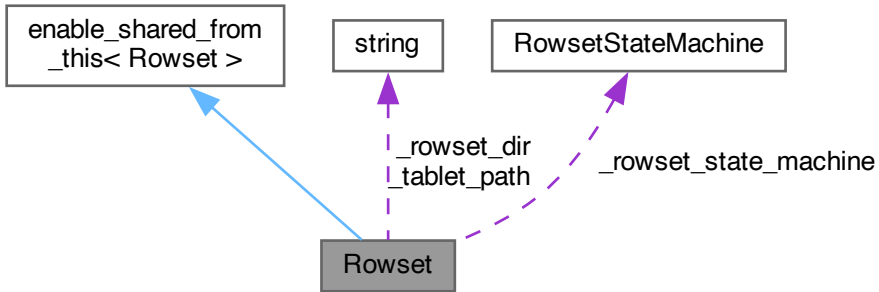 enable_shared_from
_this< Rowset >
string
RowsetStateMachine
_rowset_dir
_tablet_path
_rowset_state_machine
Rowset